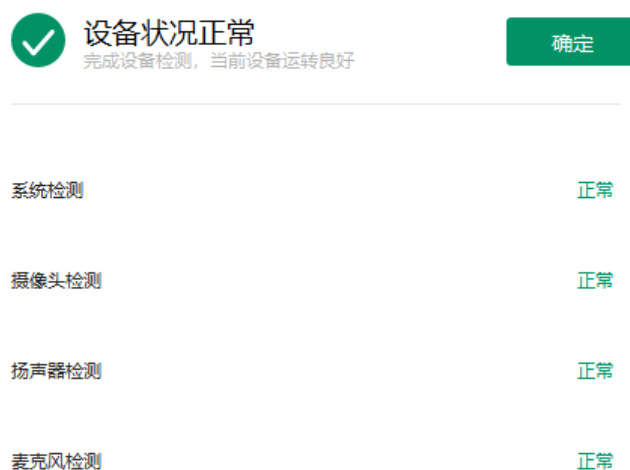 设备状况正常
确定
完成设备检测，当前设备运转良好
系统检测 正常
摄像头检测 正常
扬声器检测 正常
麦克风检测 正常